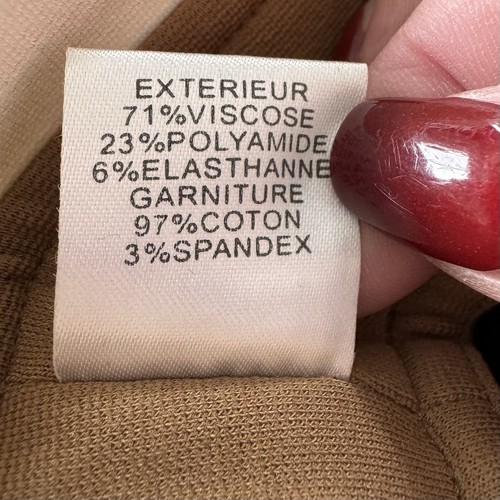 EXTERIEUR
71%VISCOSE
23%POLYAMIDE
6%ELASTHANNE
GARNITURE
97%COTON
3%SPANDEX